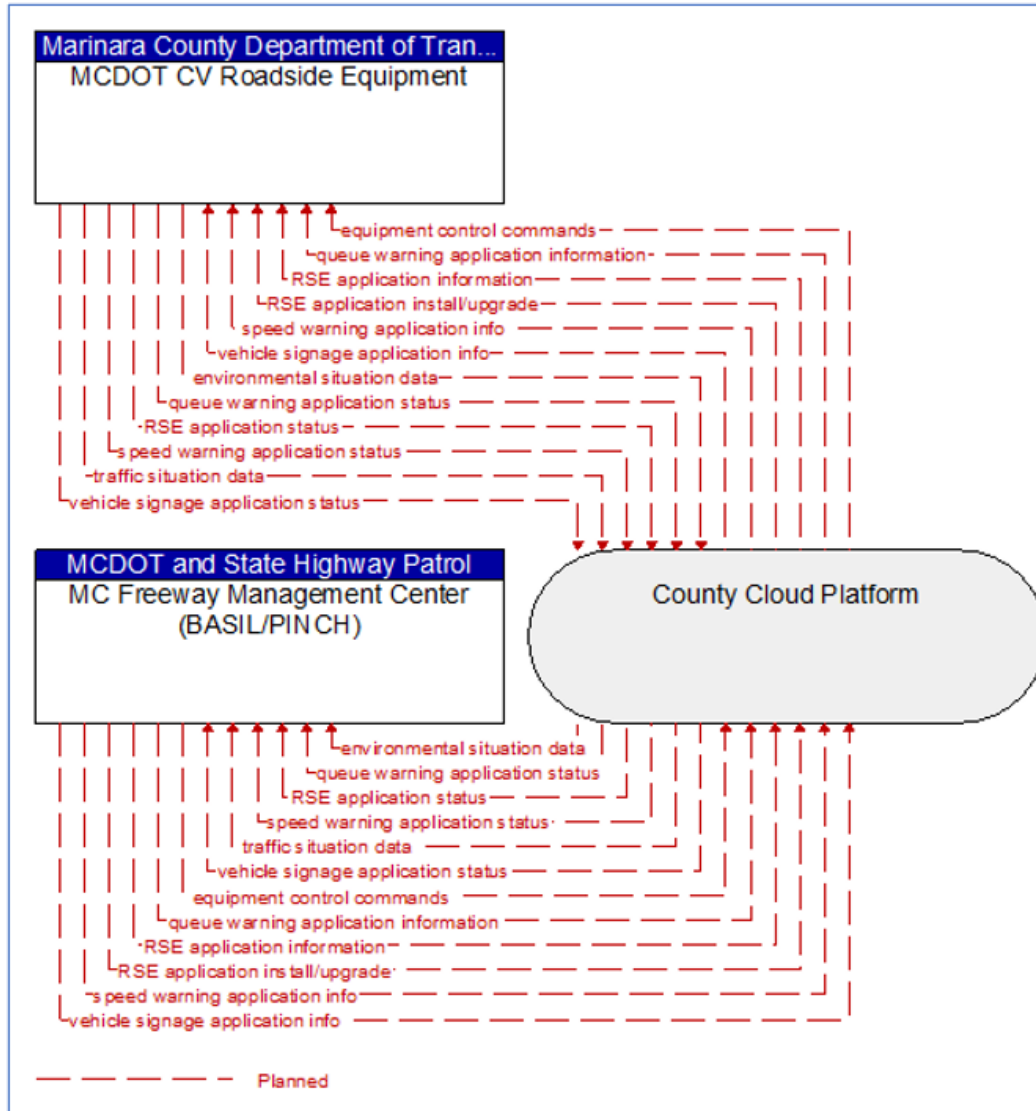 Marinara County Department of Tran...
MCDOT CV Roadside Equipment
equipment control commands
queue warning application information
RSE application information
RSE application install/upgrade
speed warning application info
vehicle signage application info
environmental situation data
queue warning application status
RSE application status
speed warning application status
traffic situation data
vehicle signage application status
MCDOT and State Highway Patrol
MC Freeway Management Center
(BASIL/PINCH)
County Cloud Platform
environmental situation data
queue warning application status
RSE application status
speed warning application status
traffic situation data
vehicle signage application status
equipment control commands
queue warning application information
RSE application information
RSE application install/upgrade
speed warning application info
vehicle signage application info
Planned